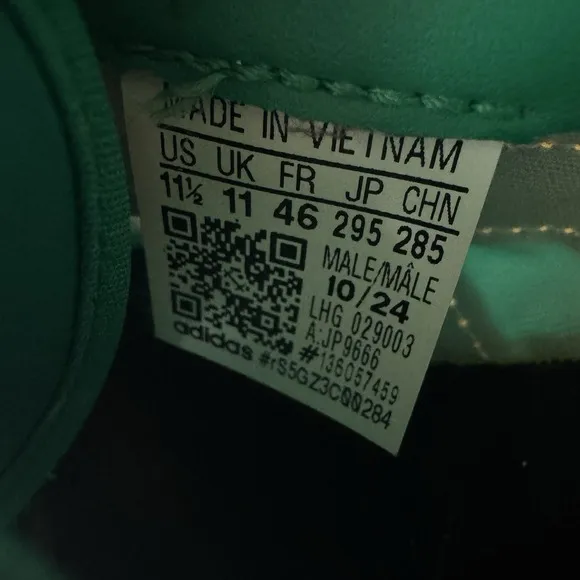 MADE IN VIETNAM
US UK FR JP CHN
11½ 11 46 295 285
MALE/MÂLE
10/24
LHG 029003
A:JP9666
#136057459
adidas #rS5GZ3C00284